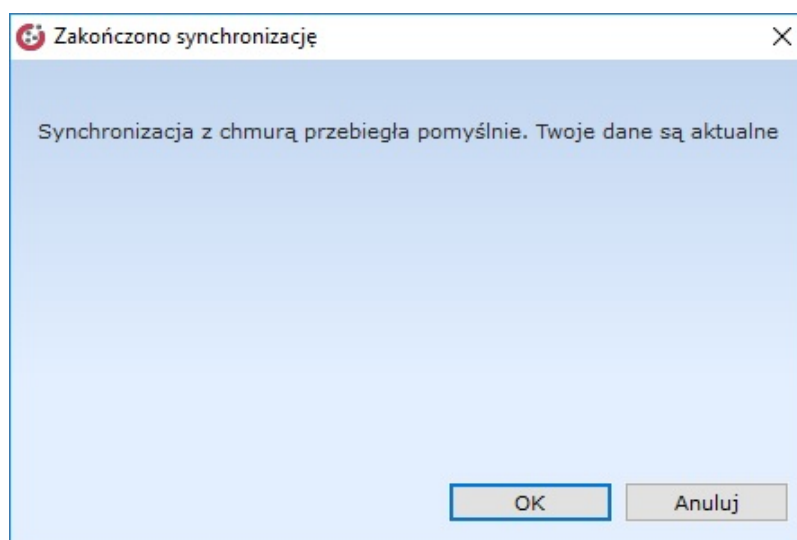 Zakończono synchronizację
Synchronizacja z chmurą przebiegła pomyślnie. Twoje dane są aktualne
OK
Anuluj